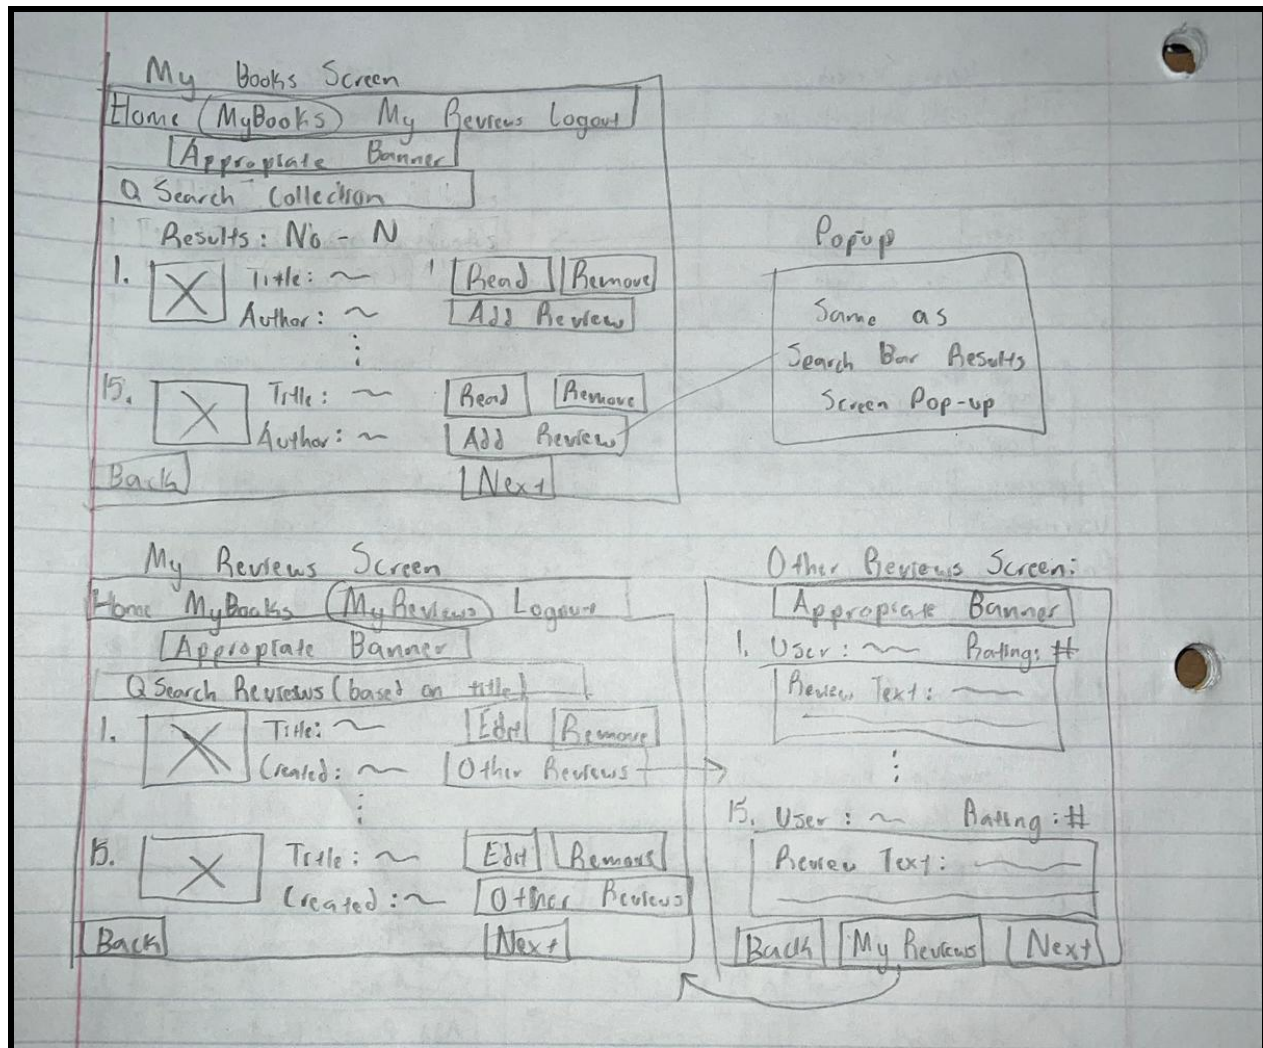 My Books Screen
Home MyBooks My Reviews Logout
Appropiate Banner
Q Search Collection
Results: No - N
1. Title: ~ Read Remove
Author: ~ Add Review
15. Title: ~ Read Remove
Author: ~ Add Review
Back Next
Popup
Same as
Search Bar Results
Screen Pop-up
My Reviews Screen
Home MyBooks My Reviews Logout
Appropiate Banner
Q Search Reviews (based on title)
1. Title: ~ Edit Remove
Created: ~ Other Reviews
15. Title: ~ Edit Remove
Created: ~ Other Reviews
Back Next
Other Reviews Screen:
Appropiate Banner
1. User: ~ Rating: #
Review Text:
15. User: ~ Rating: #
Review Text:
Back My Reviews Next